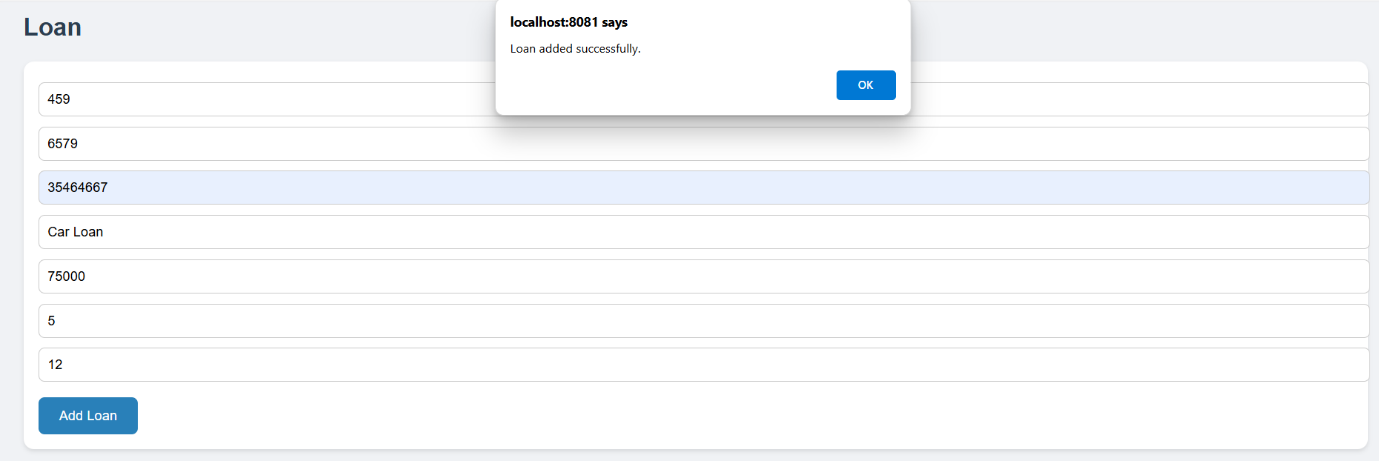 Loan
localhost:8081 says
Loan added successfully.
OK
459
6579
35464667
Car Loan
75000
5
12
Add Loan